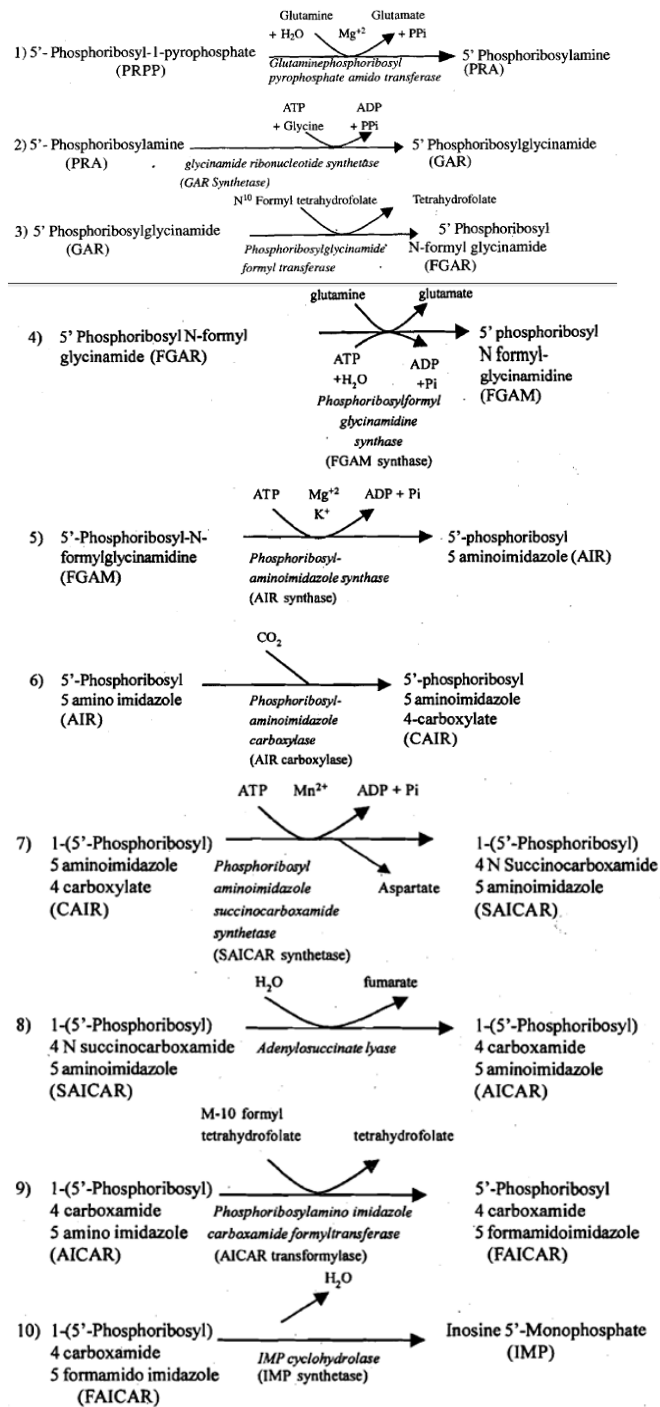 Glutamine Glutamate
+ H₂O Mg⁺² + PPi
1) 5'- Phosphoribosyl-1-pyrophosphate 5' Phosphoribosylamine
(PRPP) (PRA)
Glutaminephosphoribosyl
pyrophosphate amido transferase
ATP ADP
+ Glycine + PPi
2) 5'- Phosphoribosylamine 5' Phosphoribosylglycinamide
(PRA) (GAR)
glycinamide ribonucleotide synthetase
(GAR Synthetase)
N¹⁰ Formyl tetrahydrofolate Tetrahydrofolate
3) 5' Phosphoribosylglycinamide 5' Phosphoribosyl
(GAR) N-formyl glycinamide
(FGAR)
Phosphoribosylglycinamide
formyl transferase
glutamine glutamate
4) 5' Phosphoribosyl N-formyl 5' phosphoribosyl
glycinamide (FGAR) N formyl-
glycinamidine
(FGAM)
ATP ADP
+H₂O +Pi
Phosphoribosylformyl
glycinamidine
synthase
(FGAM synthase)
ATP Mg⁺² ADP + Pi
K⁺
5) 5'-Phosphoribosyl-N- 5'-phosphoribosyl
formylglycinamidine 5 aminoimidazole (AIR)
(FGAM)
Phosphoribosyl-
aminoimidazole synthase
(AIR synthase)
CO₂
6) 5'-Phosphoribosyl 5'-phosphoribosyl
5 amino imidazole 5 aminoimidazole
(AIR) 4-carboxylate
(CAIR)
Phosphoribosyl-
aminoimidazole
carboxylase
(AIR carboxylase)
ATP Mn²⁺ ADP + Pi
7) 1-(5'-Phosphoribosyl) 1-(5'-Phosphoribosyl)
5 aminoimidazole 4 N Succinocarboxamide
4 carboxylate 5 aminoimidazole
(CAIR) (SAICAR)
Phosphoribosyl Aspartate
aminoimidazole
succinocarboxamide
synthetase
(SAICAR synthetase)
H₂O fumarate
8) 1-(5'-Phosphoribosyl) 1-(5'-Phosphoribosyl)
4 N succinocarboxamide 4 carboxamide
5 aminoimidazole 5 aminoimidazole
(SAICAR) (AICAR)
Adenylosuccinate lyase
M-10 formyl
tetrahydrofolate tetrahydrofolate
9) 1-(5'-Phosphoribosyl) 5'-Phosphoribosyl
4 carboxamide 4 carboxamide
5 amino imidazole 5 formamidoimidazole
(AICAR) (FAICAR)
Phosphoribosylamino imidazole
carboxamide formyltransferase
(AICAR transformylase)
H₂O
10) 1-(5'-Phosphoribosyl) Inosine 5'-Monophosphate
4 carboxamide (IMP)
5 formamido imidazole
(FAICAR)
IMP cyclohydrolase
(IMP synthetase)